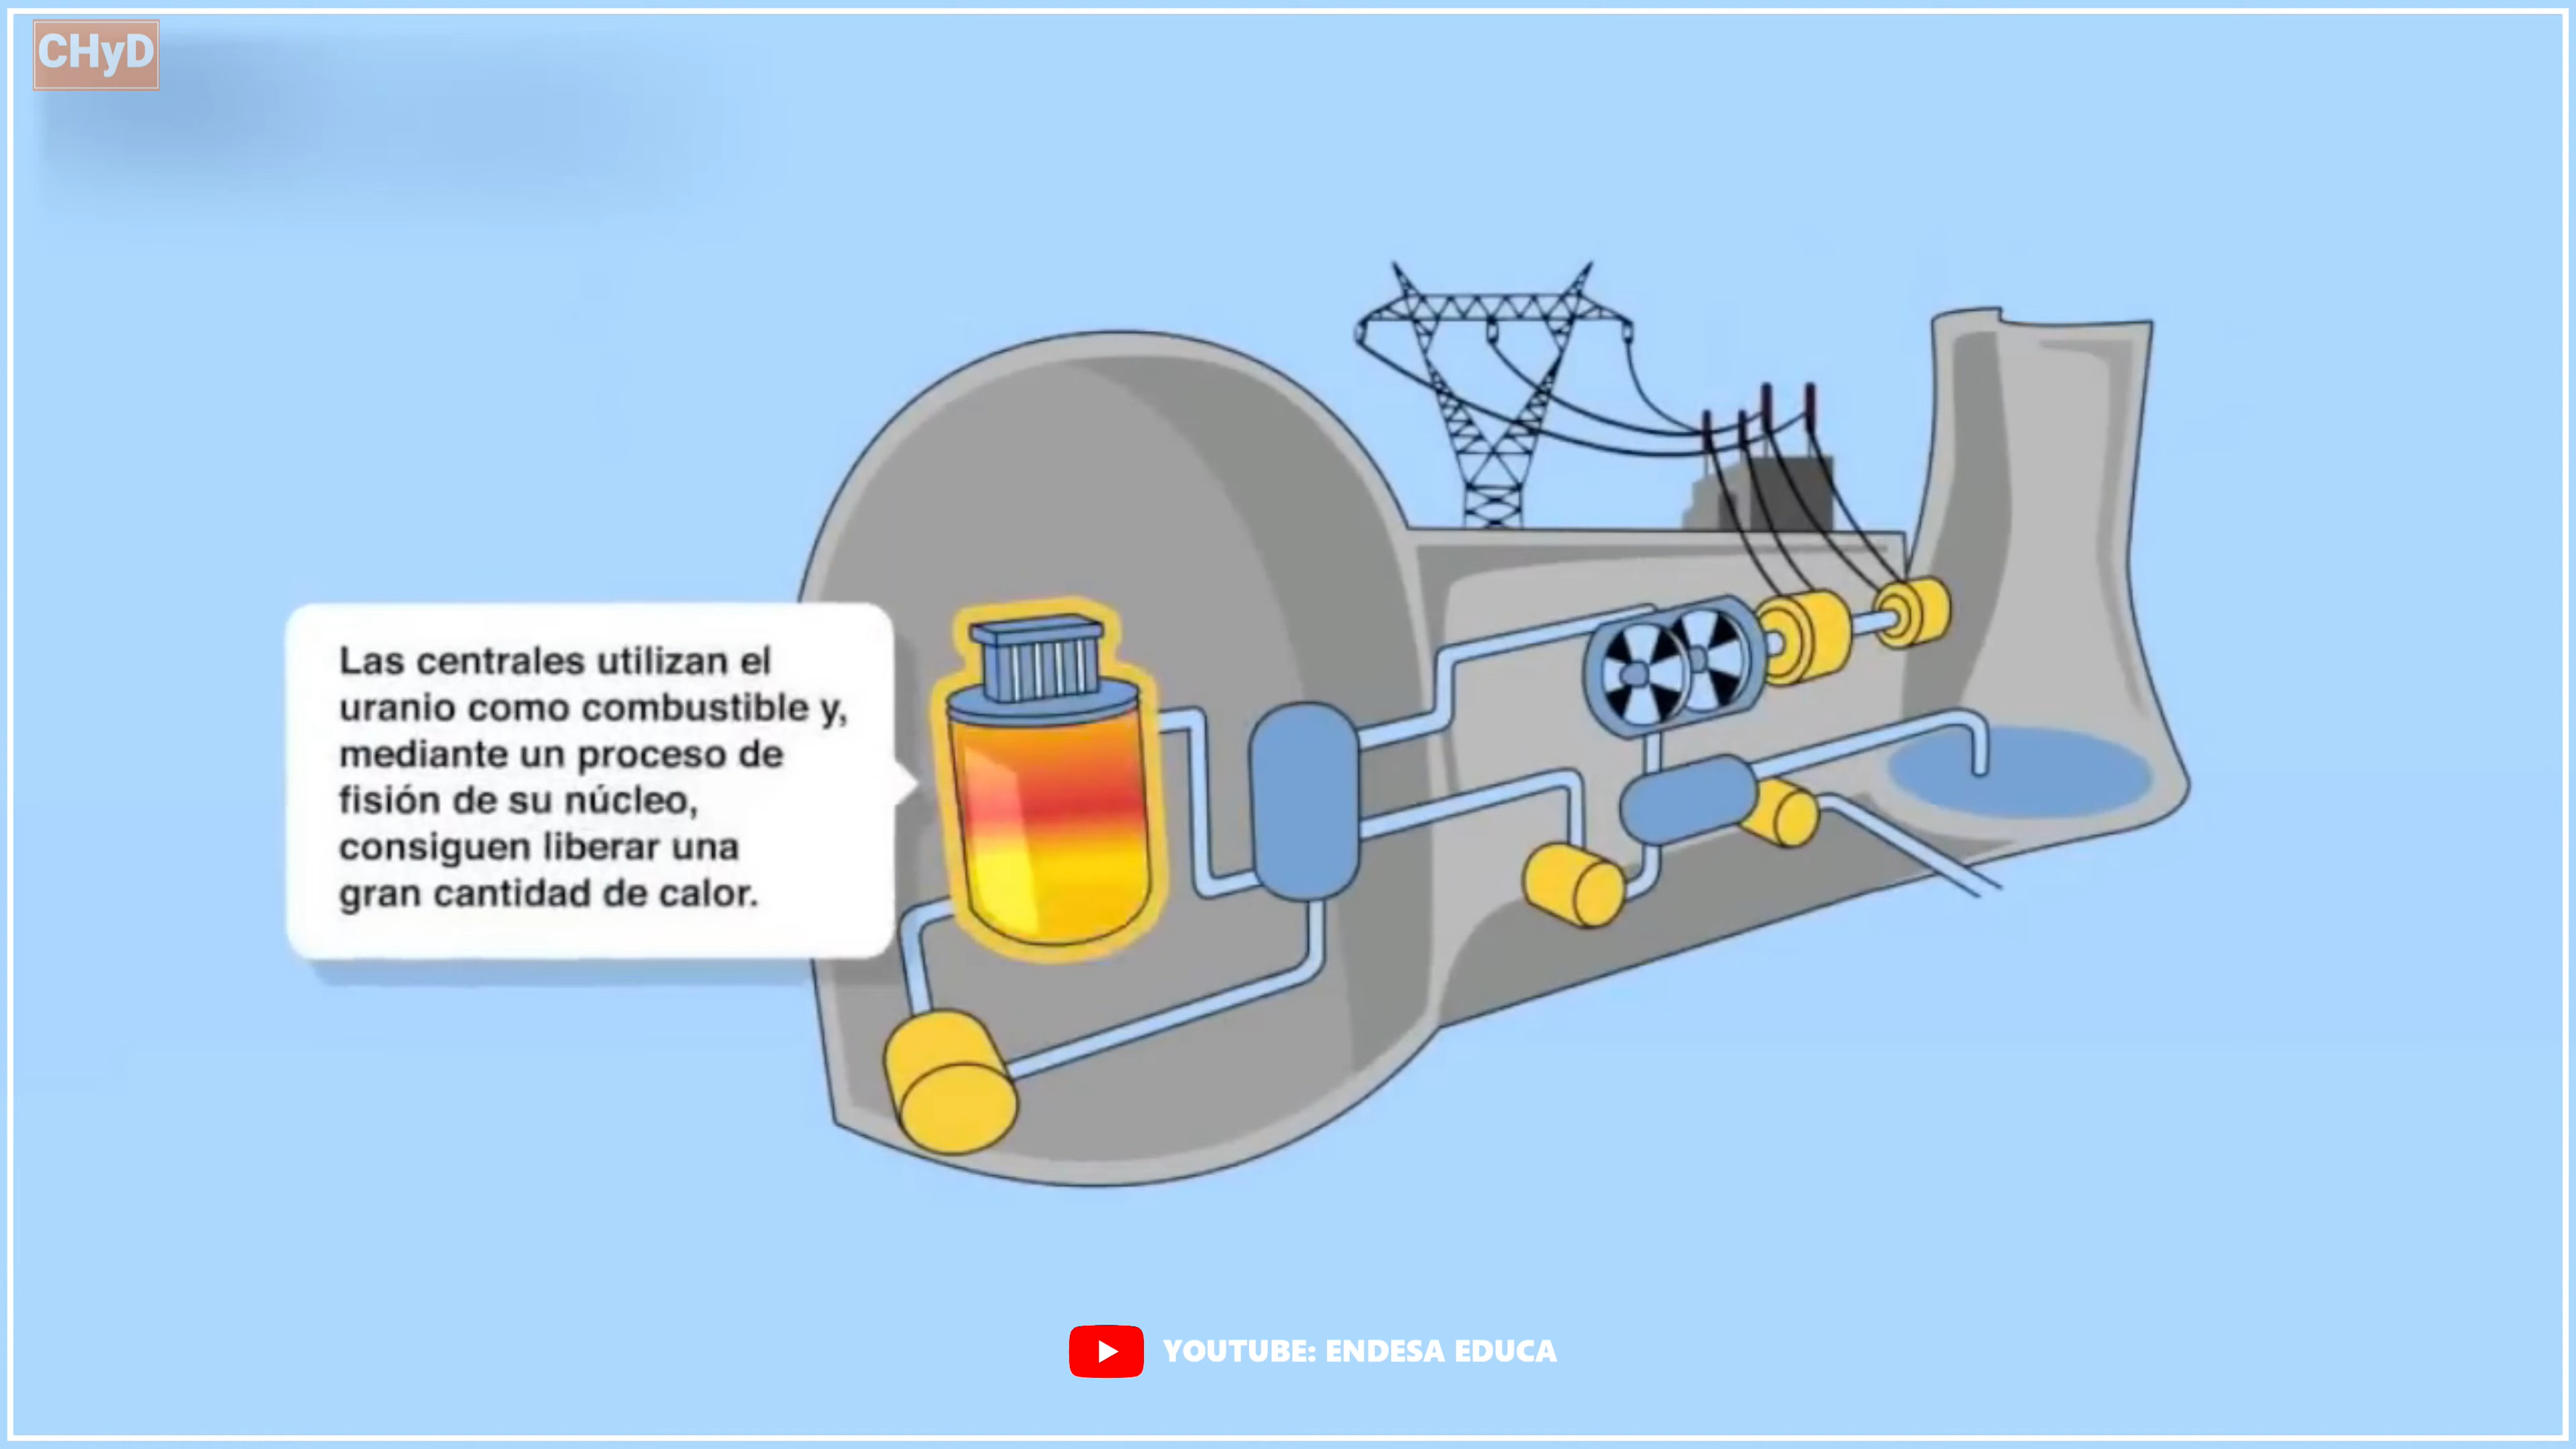 CHyD
Las centrales utilizan el
uranio como combustible y,
mediante un proceso de
fisión de su núcleo,
consiguen liberar una
gran cantidad de calor.
YOUTUBE: ENDESA EDUCA